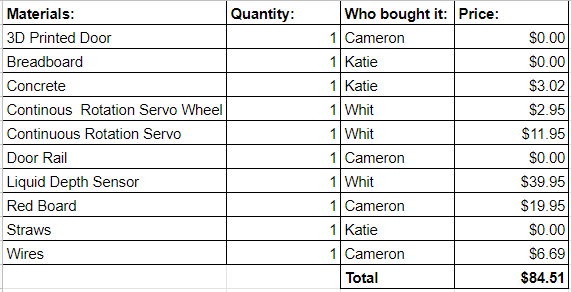 Materials: Quantity: Who bought it: Price:
3D Printed Door 1 Cameron $0.00
Breadboard 1 Katie $0.00
Concrete 1 Katie $3.02
Continous  Rotation Servo Wheel 1 Whit $2.95
Continuous Rotation Servo 1 Whit $11.95
Door Rail 1 Cameron $0.00
Liquid Depth Sensor 1 Whit $39.95
Red Board 1 Cameron $19.95
Straws 1 Katie $0.00
Wires 1 Cameron $6.69
Total $84.51